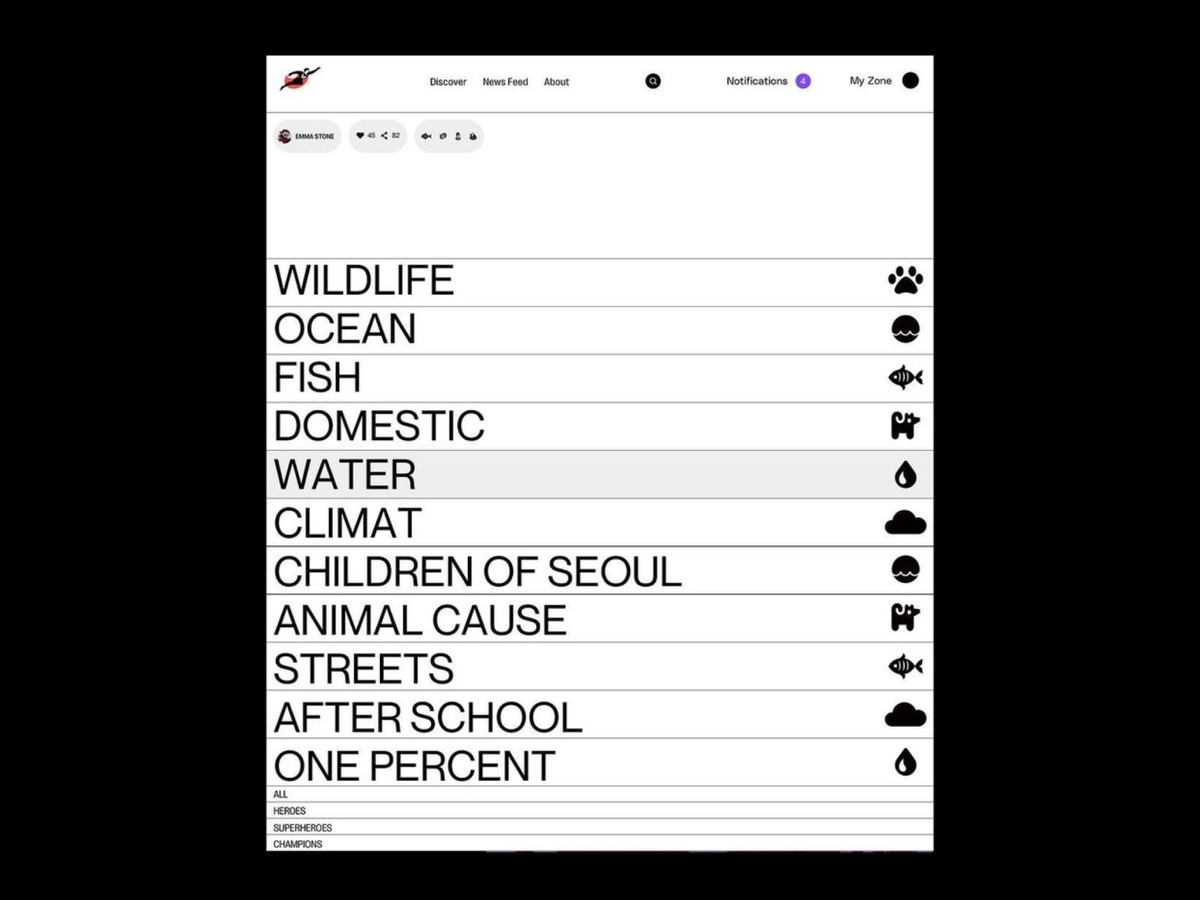 Discover News Feed About Notifications 4 My Zone
EMMA STONE 45 82
WILDLIFE
OCEAN
FISH
DOMESTIC
WATER
CLIMAT
CHILDREN OF SEOUL
ANIMAL CAUSE
STREETS
AFTER SCHOOL
ONE PERCENT
ALL
HEROES
SUPERHEROES
CHAMPIONS